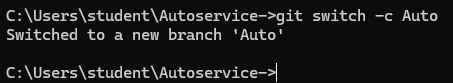 C:\Users\student\Autoservice->git switch -c Auto
Switched to a new branch 'Auto'
C:\Users\student\Autoservice->